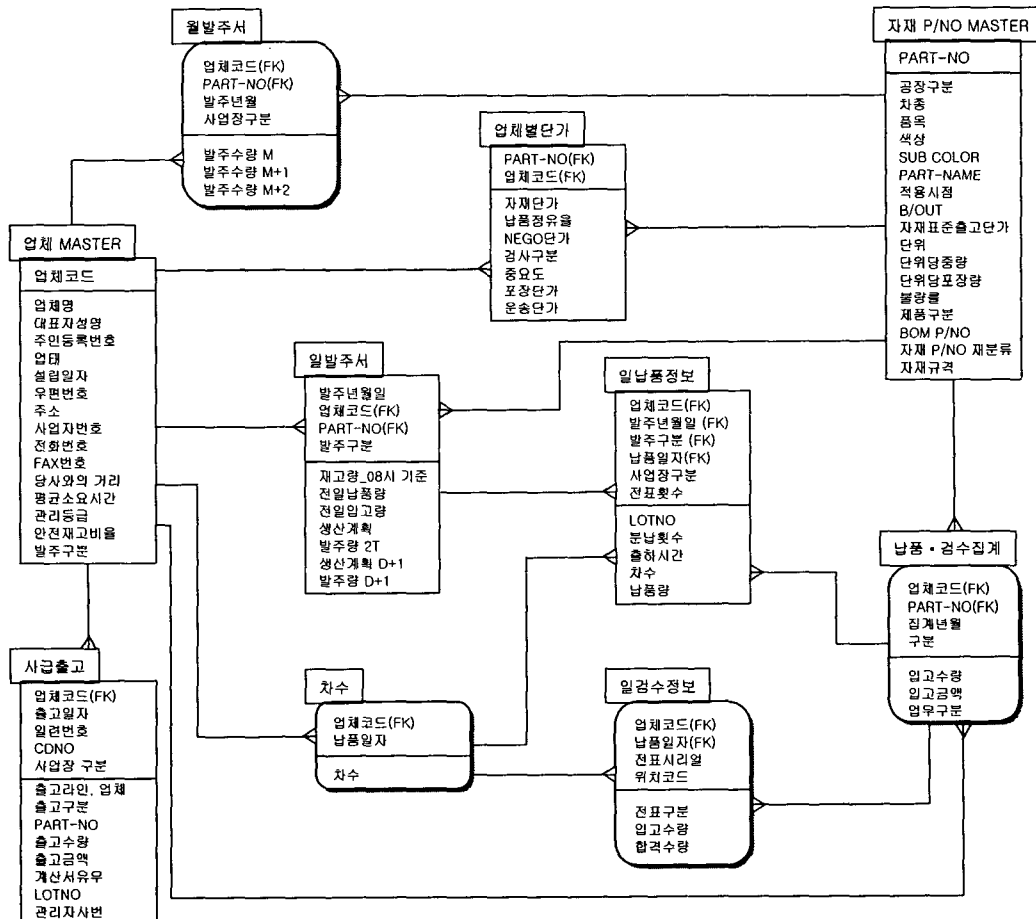 월발주서
업체코드(FK)
PART-NO(FK)
발주년월
사업장구분
발주수량 M
발주수량 M+1
발주수량 M+2
자재 P/NO MASTER
PART-NO
공장구분
차종
품목
색상
SUB COLOR
PART-NAME
적용시점
B/OUT
자재표준출고단가
단위
단위당중량
단위당포장량
불량률
제품구분
BOM P/NO
자재 P/NO 재분류
자재규격
업체별단가
PART-NO(FK)
업체코드(FK)
자재단가
납품점유율
NEGO단가
검사구분
중요도
포장단가
운송단가
업체 MASTER
업체코드
업체명
대표자성명
주민등록번호
업태
설립일자
우편번호
주소
사업자번호
전화번호
FAX번호
당사와의 거리
평균소요시간
관리등급
안전재고비율
발주구분
일발주서
발주년월일
업체코드(FK)
PART-NO(FK)
발주구분
재고량_08시 기준
전일납품량
전일입고량
생산계획
발주량 2T
생산계획 D+1
발주량 D+1
일납품정보
업체코드(FK)
발주년월일 (FK)
발주구분 (FK)
납품일자(FK)
사업장구분
전표횟수
LOTNO
분납횟수
출하시간
차수
납품량
납품·검수집계
업체코드(FK)
PART-NO(FK)
집계년월
구분
입고수량
입고금액
업무구분
사급출고
업체코드(FK)
출고일자
일련번호
CDNO
사업장 구분
출고라인, 업체
출고구분
PART-NO
출고수량
출고금액
계산서유무
LOTNO
관리자사번
차수
업체코드(FK)
납품일자
차수
일검수정보
업체코드(FK)
납품일자(FK)
전표시리얼
위치코드
전표구분
입고수량
합격수량